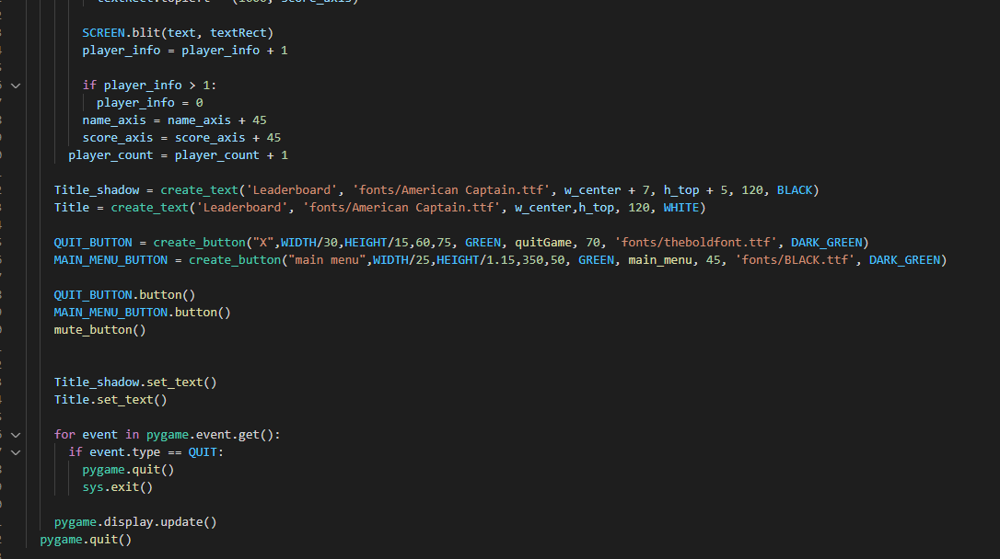 textRect.topleft = (1000, score_axis)
SCREEN.blit(text, textRect)
player_info = player_info + 1
if player_info > 1:
player_info = 0
name_axis = name_axis + 45
score_axis = score_axis + 45
player_count = player_count + 1
Title_shadow = create_text('Leaderboard', 'fonts/American Captain.ttf', w_center + 7, h_top + 5, 120, BLACK)
Title = create_text('Leaderboard', 'fonts/American Captain.ttf', w_center,h_top, 120, WHITE)
QUIT_BUTTON = create_button("X",WIDTH/30,HEIGHT/15,60,75, GREEN, quitGame, 70, 'fonts/theboldfont.ttf', DARK_GREEN)
MAIN_MENU_BUTTON = create_button("main menu",WIDTH/25,HEIGHT/1.15,350,50, GREEN, main_menu, 45, 'fonts/BLACK.ttf', DARK_GREEN)
QUIT_BUTTON.button()
MAIN_MENU_BUTTON.button()
mute_button()
Title_shadow.set_text()
Title.set_text()
for event in pygame.event.get():
if event.type == QUIT:
pygame.quit()
sys.exit()
pygame.display.update()
pygame.quit()